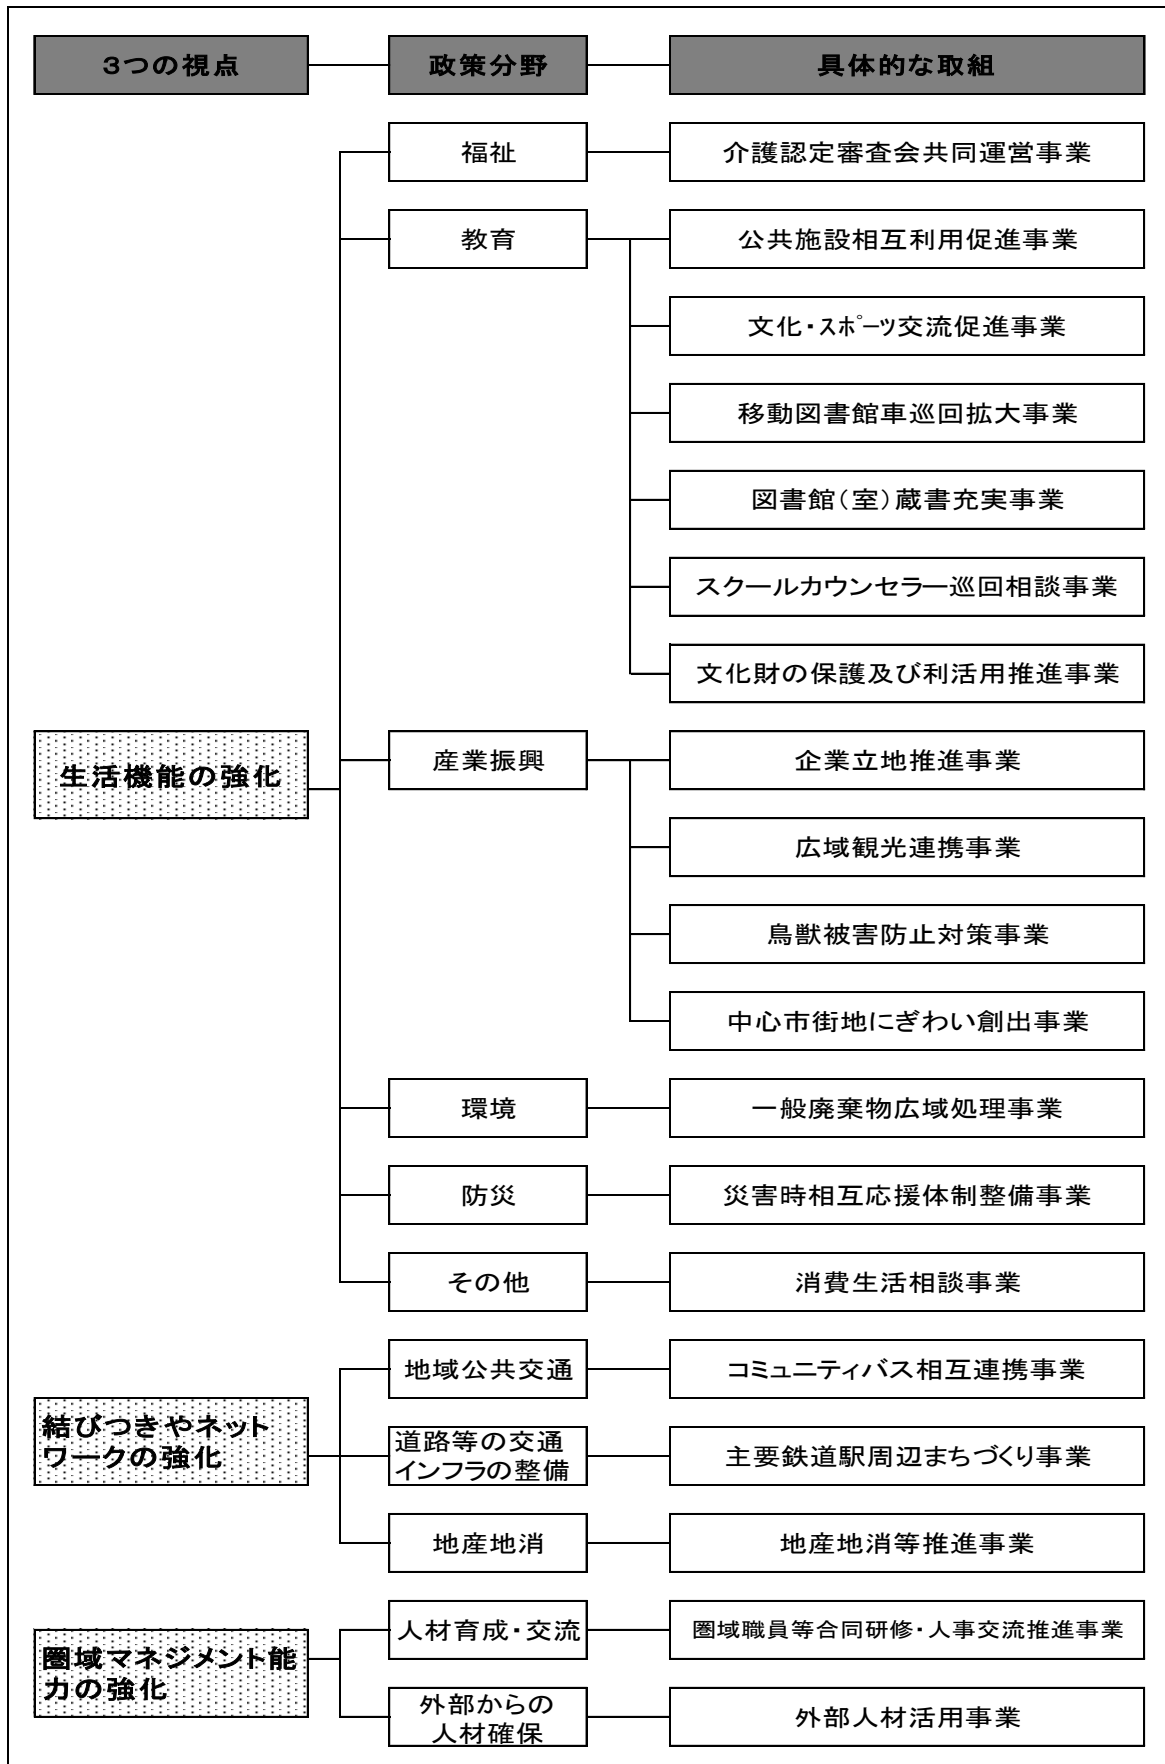 3つの視点
政策分野
具体的な取組
福祉
介護認定審査会共同運営事業
教育
公共施設相互利用促進事業
文化・ｽﾎﾟｰﾂ交流促進事業
移動図書館車巡回拡大事業
図書館（室）蔵書充実事業
スクールカウンセラー巡回相談事業
文化財の保護及び利活用推進事業
生活機能の強化
産業振興
企業立地推進事業
広域観光連携事業
鳥獣被害防止対策事業
中心市街地にぎわい創出事業
環境
一般廃棄物広域処理事業
防災
災害時相互応援体制整備事業
その他
消費生活相談事業
結びつきやネット
ワークの強化
地域公共交通
コミュニティバス相互連携事業
道路等の交通
インフラの整備
主要鉄道駅周辺まちづくり事業
地産地消
地産地消等推進事業
圏域マネジメント能
力の強化
人材育成・交流
圏域職員等合同研修・人事交流推進事業
外部からの
人材確保
外部人材活用事業